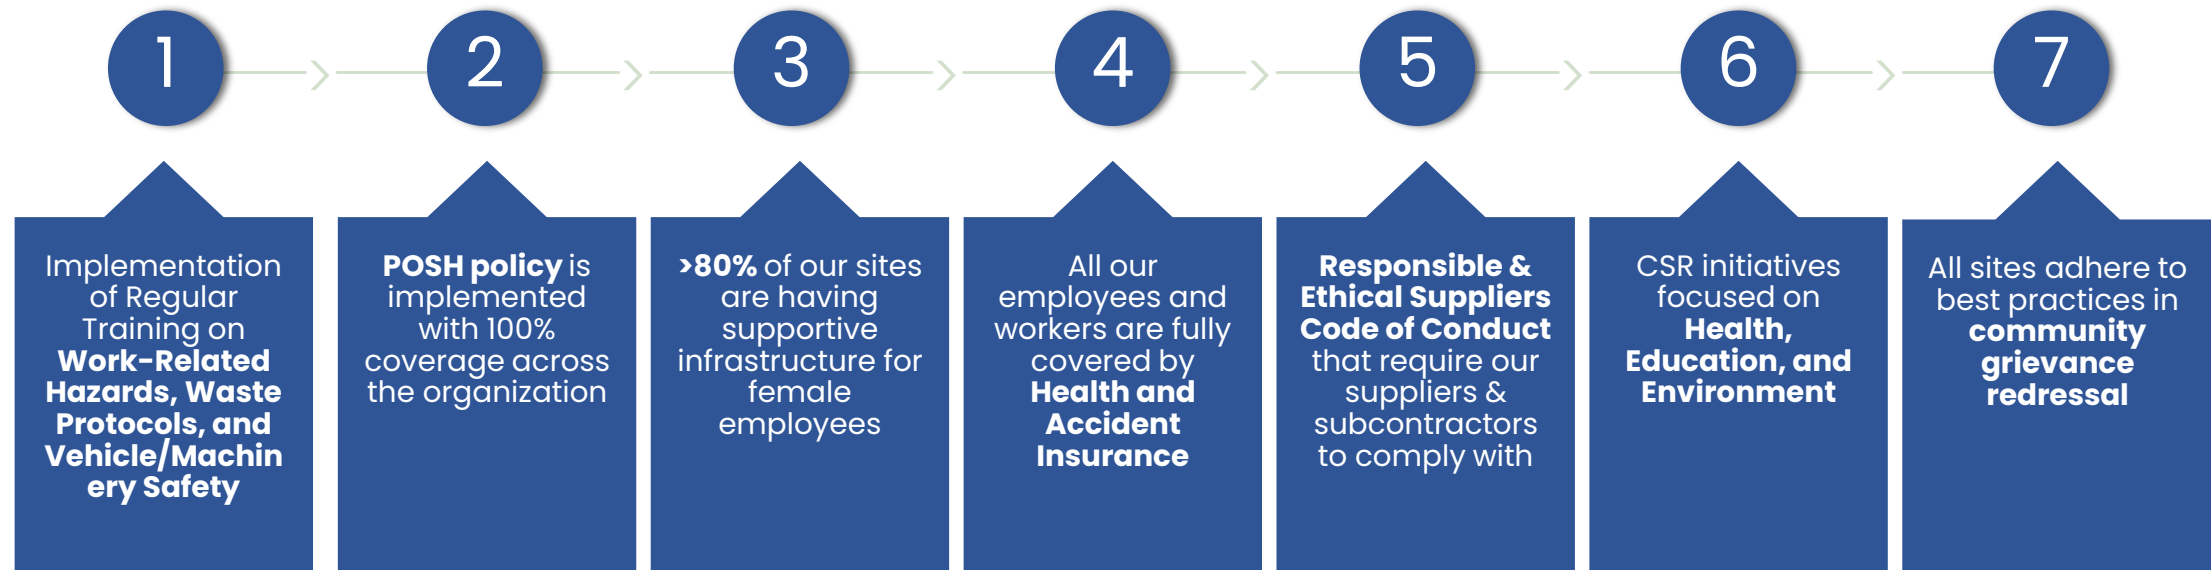 1
2
3
4
5
6
7
Implementation
of Regular
Training on
Work-Related
Hazards, Waste
Protocols, and
Vehicle/Machin
ery Safety
POSH policy is
implemented
with 100%
coverage across
the organization
>80% of our sites
are having
supportive
infrastructure for
female
employees
All our
employees and
workers are fully
covered by
Health and
Accident
Insurance
Responsible &
Ethical Suppliers
Code of Conduct
that require our
suppliers &
subcontractors
to comply with
CSR initiatives
focused on
Health,
Education, and
Environment
All sites adhere to
best practices in
community
grievance
redressal